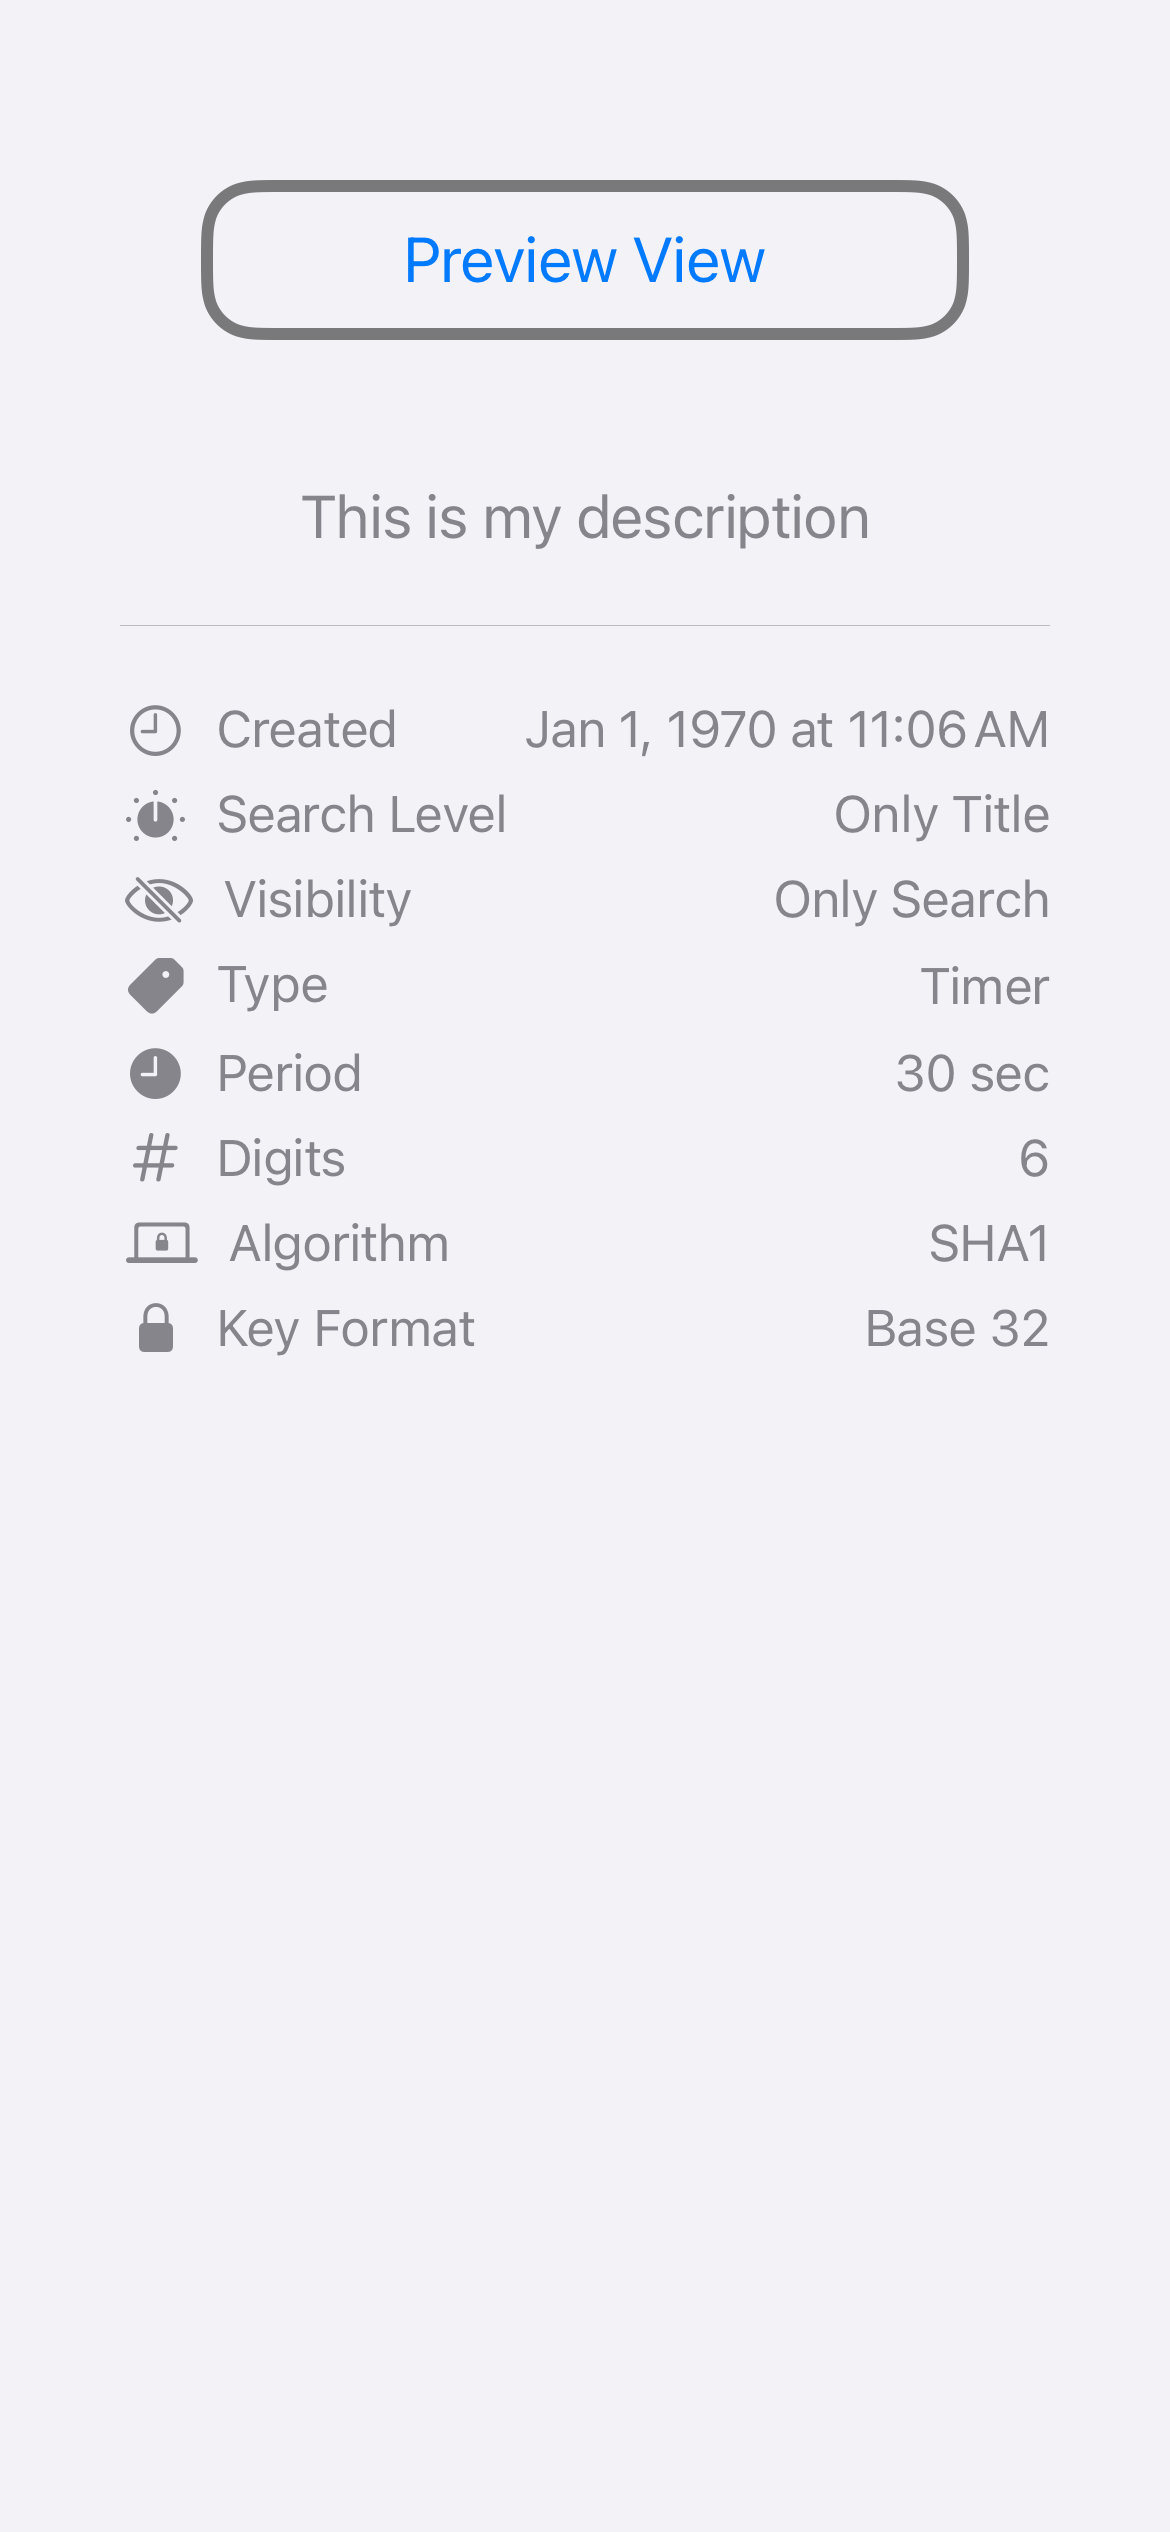 Preview View
This is my description
Created Jan 1, 1970 at 11:06 AM
Search Level Only Title
Visibility Only Search
Type Timer
Period 30 sec
Digits 6
Algorithm SHA1
Key Format Base 32